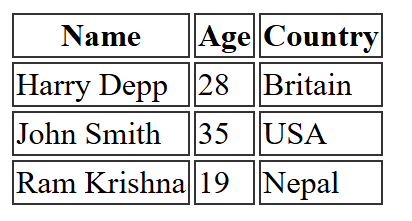 Name Age Country
Harry Depp 28 Britain
John Smith 35 USA
Ram Krishna 19 Nepal